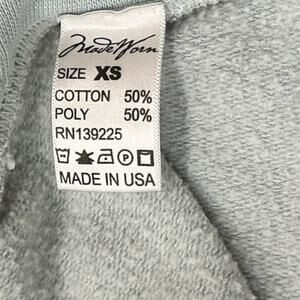 MadeWorn
SIZE XS
COTTON 50%
POLY 50%
RN139225
MADE IN USA